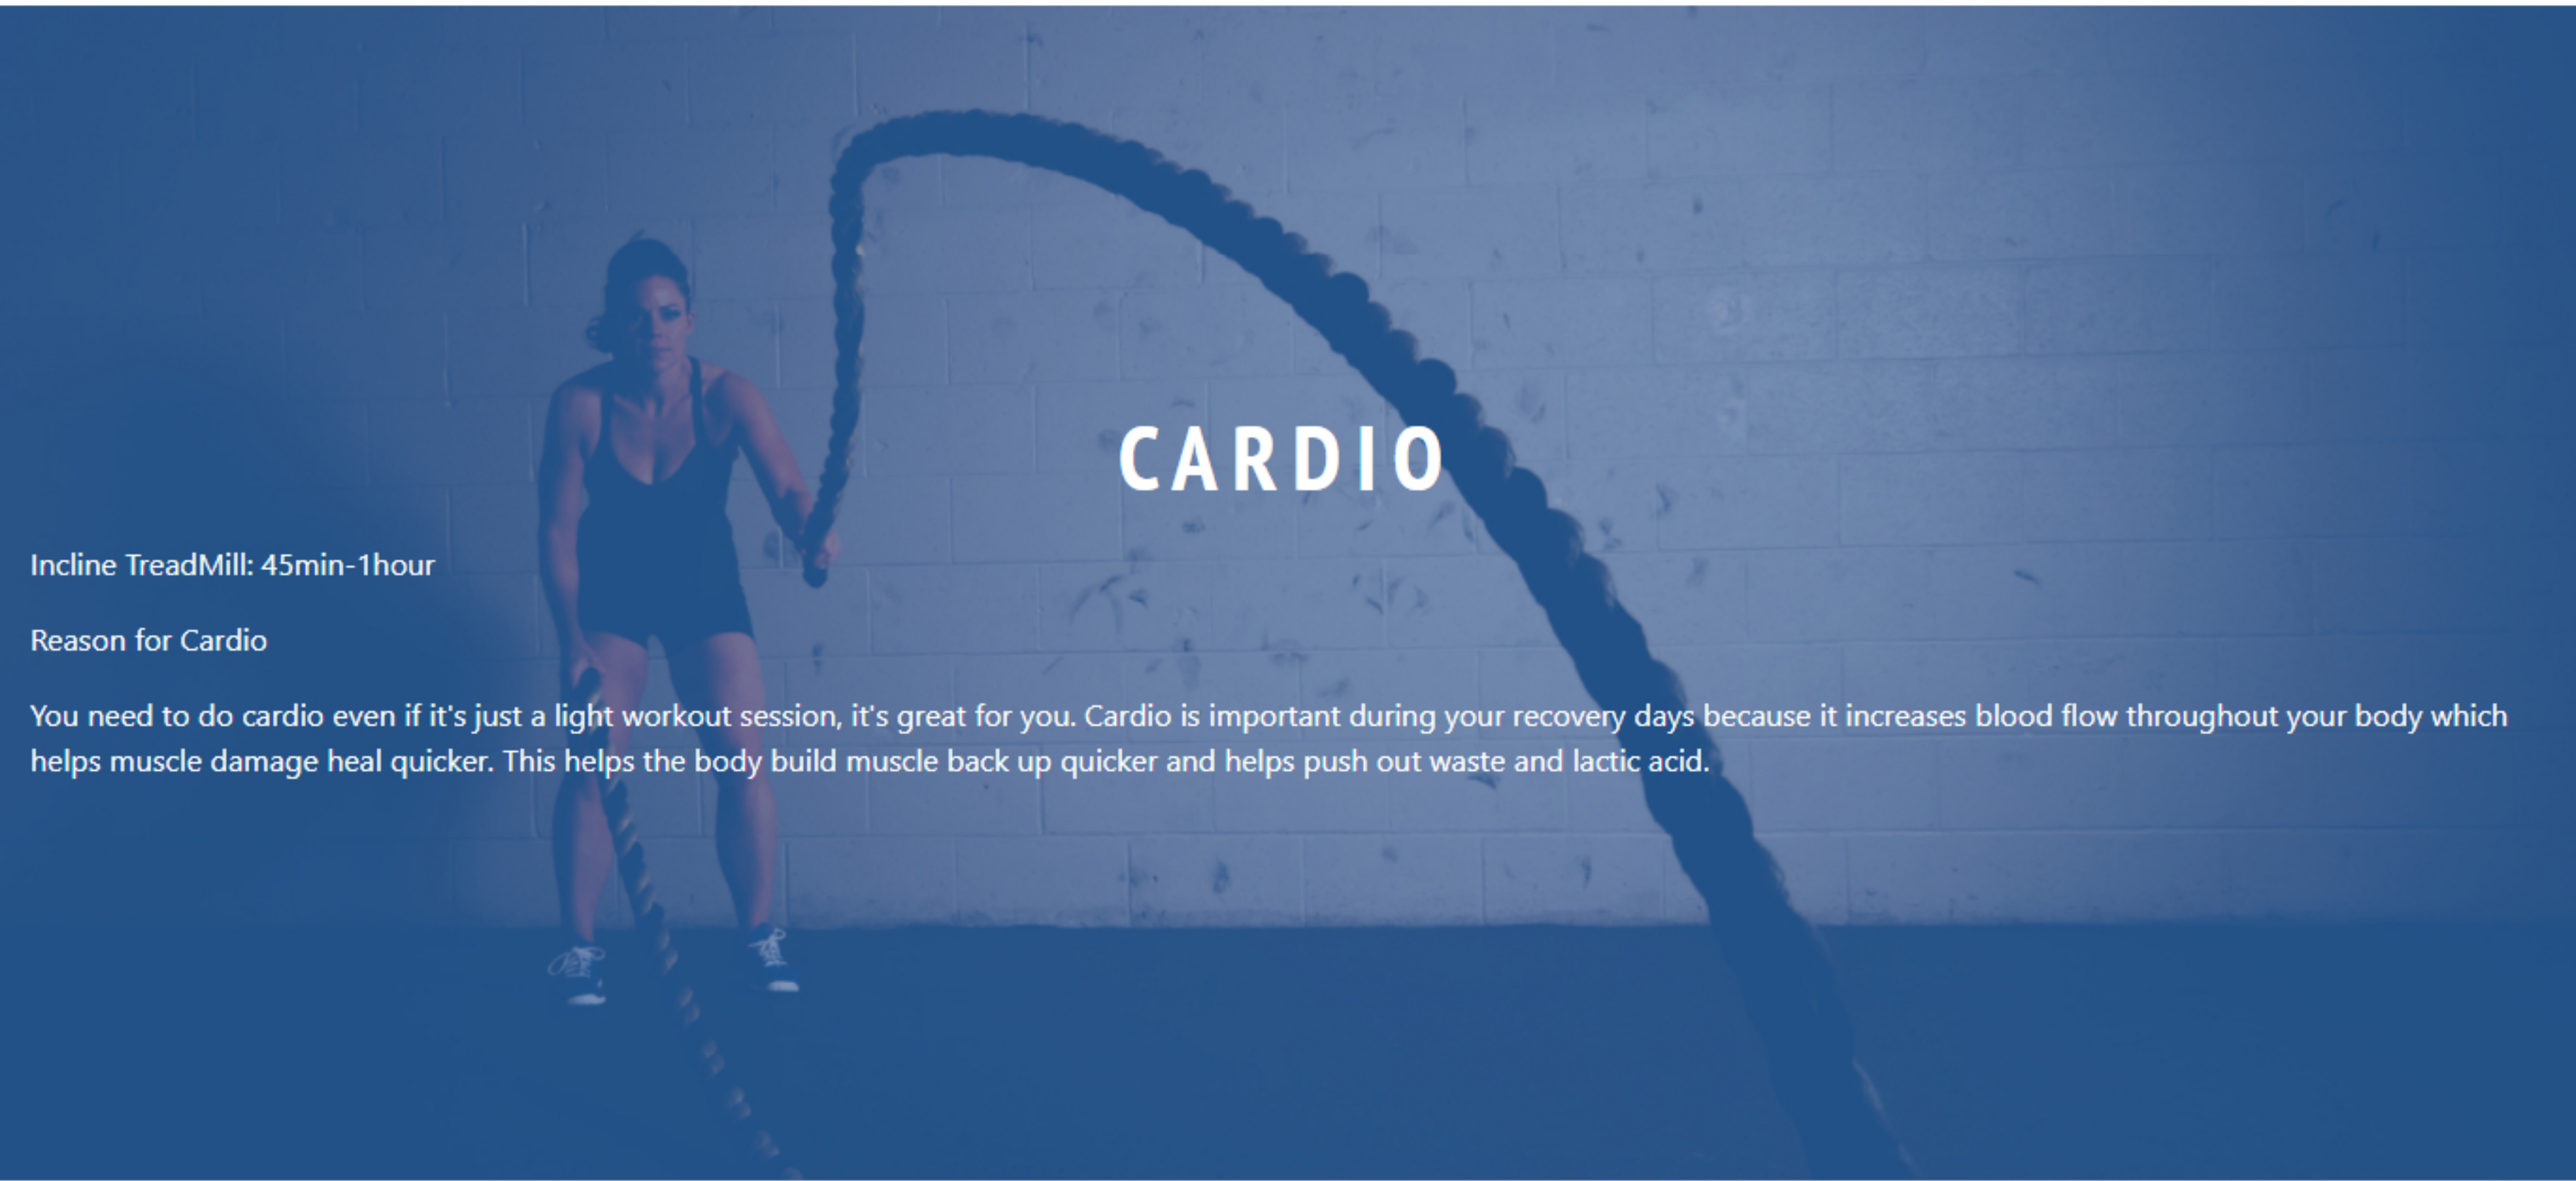 CARDIO
Incline TreadMill: 45min-1hour
Reason for Cardio
You need to do cardio even if it's just a light workout session, it's great for you. Cardio is important during your recovery days because it increases blood flow throughout your body which
helps muscle damage heal quicker. This helps the body build muscle back up quicker and helps push out waste and lactic acid.